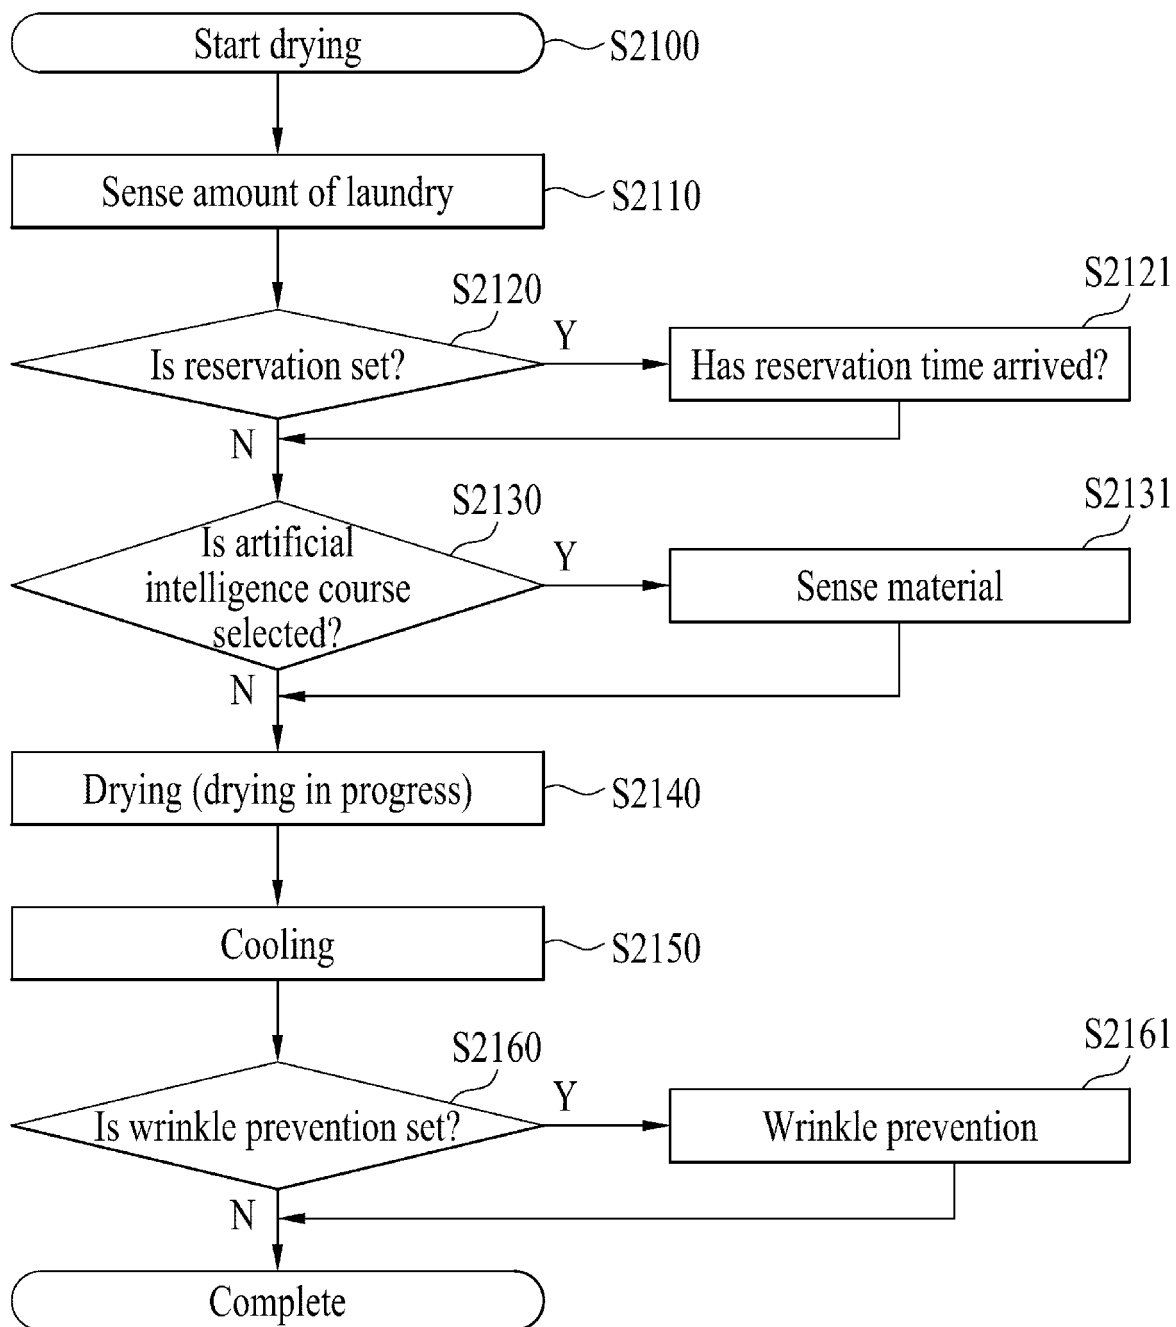 Start drying
S2100
Sense amount of laundry
S2110
S2120
Is reservation set?
Y
S2121
Has reservation time arrived?
N
S2130
Is artificial
intelligence course
selected?
Y
S2131
Sense material
N
Drying (drying in progress)
S2140
Cooling
S2150
S2160
Is wrinkle prevention set?
Y
S2161
Wrinkle prevention
N
Complete